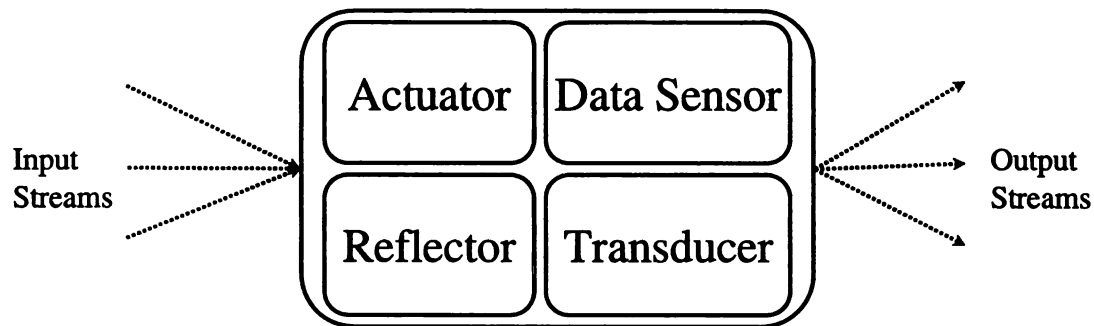 Input
Streams
Actuator
Data Sensor
Reflector
Transducer
Output
Streams